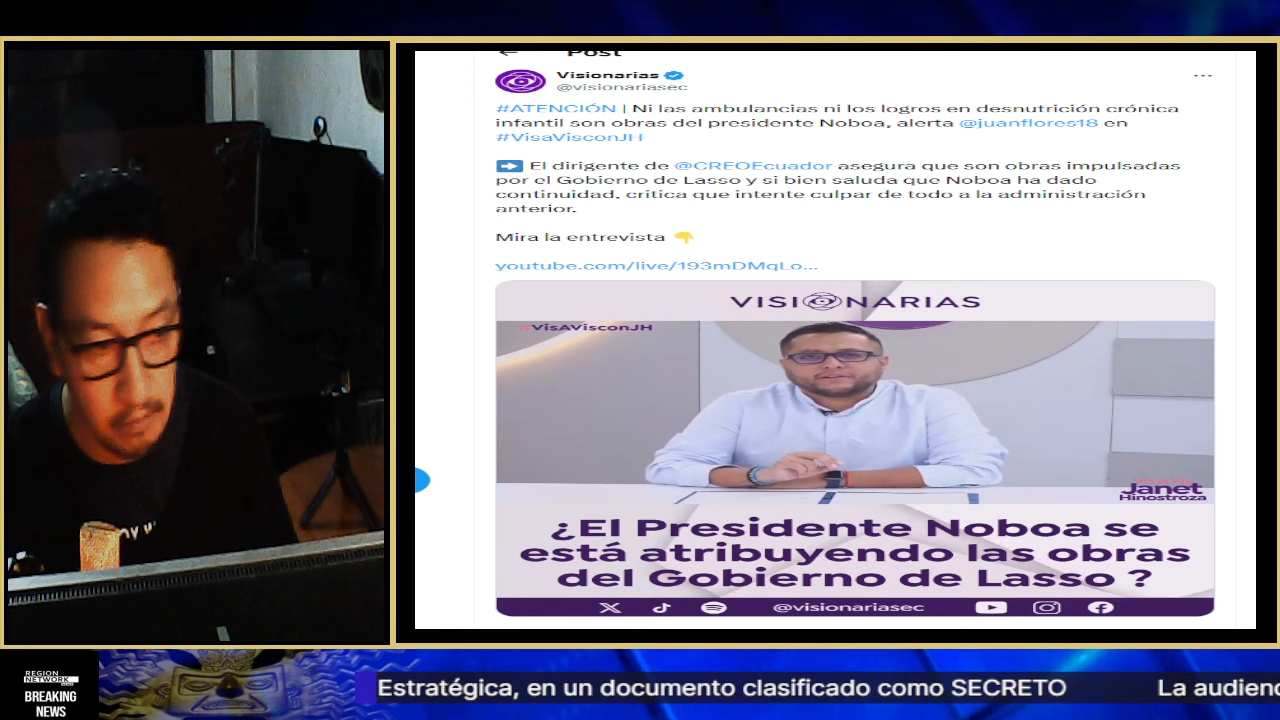 Post
Visionarias
@visionariasec
#ATENCIÓN | Ni las ambulancias ni los logros en desnutrición crónica
infantil son obras del presidente Noboa, alerta @juanflores18 en
#VisaVisconJH
➡ El dirigente de @CREOEcuador asegura que son obras impulsadas
por el Gobierno de Lasso y si bien saluda que Noboa ha dado
continuidad, critica que intente culpar de todo a la administración
anterior.
Mira la entrevista 👇
youtube.com/live/193mDMqLo...
VISIONARIAS
#VisAVisconJH
Janet
Hinostroza
¿El Presidente Noboa se
está atribuyendo las obras
del Gobierno de Lasso ?
@visionariasec
REGION
NETWORK
BREAKING
NEWS
Estratégica, en un documento clasificado como SECRETO La audienc